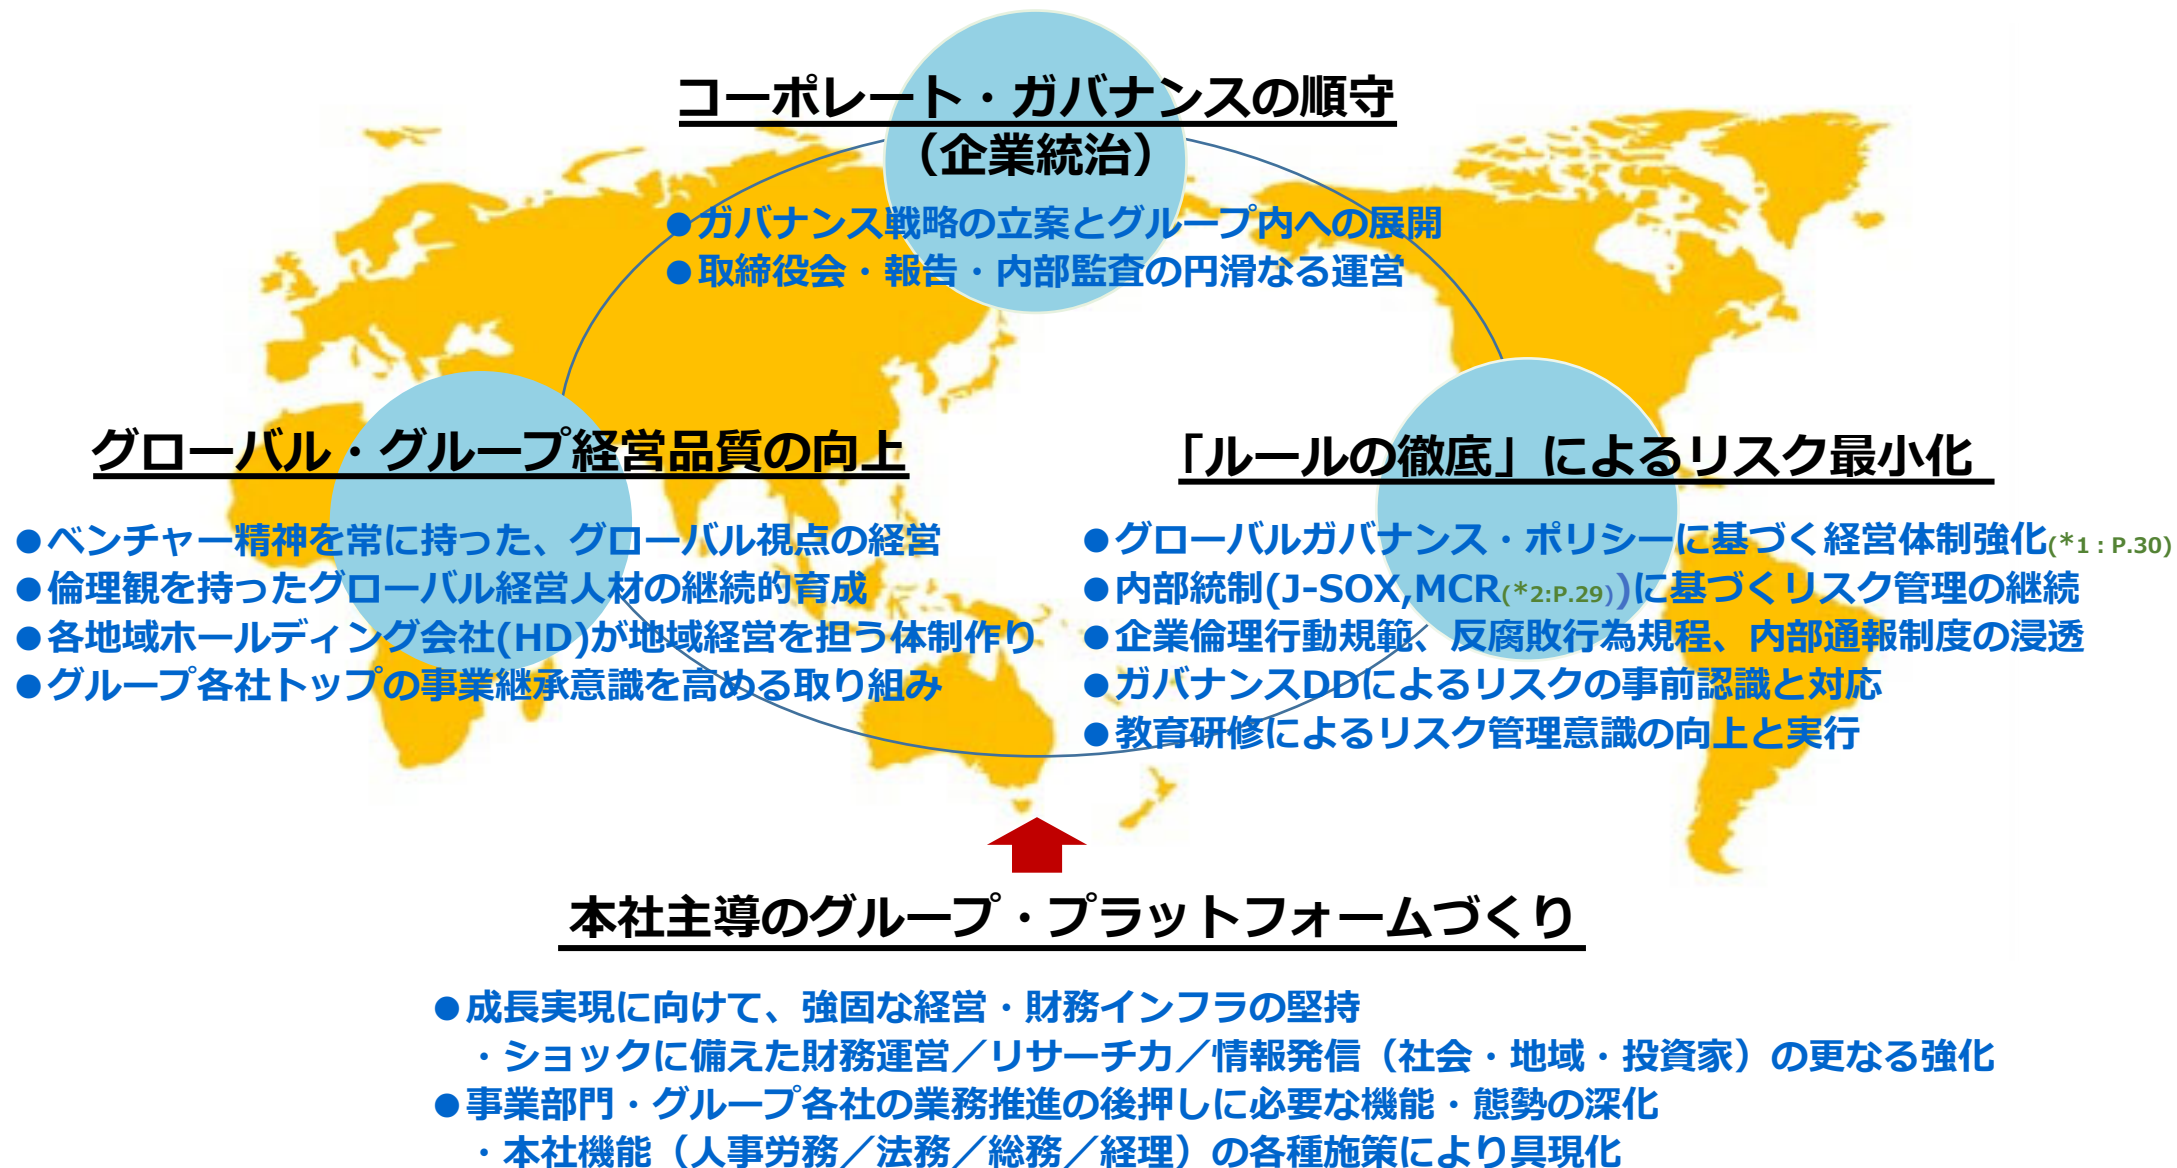 コーポレート・ガバナンスの順守
（企業統治）
●ガバナンス戦略の立案とグループ内への展開
●取締役会・報告・内部監査の円滑なる運営
グローバル・グループ経営品質の向上
●ベンチャー精神を常に持った、グローバル視点の経営
●倫理観を持ったグローバル経営人材の継続的育成
●各地域ホールディング会社(HD)が地域経営を担う体制作り
●グループ各社トップの事業継承意識を高める取り組み
「ルールの徹底」によるリスク最小化
●グローバルガバナンス・ポリシーに基づく経営体制強化(*1：P.30)
●内部統制(J-SOX,MCR(*2:P.29))に基づくリスク管理の継続
●企業倫理行動規範、反腐敗行為規程、内部通報制度の浸透
●ガバナンスDDによるリスクの事前認識と対応
●教育研修によるリスク管理意識の向上と実行
本社主導のグループ・プラットフォームづくり
●成長実現に向けて、強固な経営・財務インフラの堅持
・ショックに備えた財務運営／リサーチ力／情報発信（社会・地域・投資家）の更なる強化
●事業部門・グループ各社の業務推進の後押しに必要な機能・態勢の深化
・本社機能（人事労務／法務／総務／経理）の各種施策により具現化